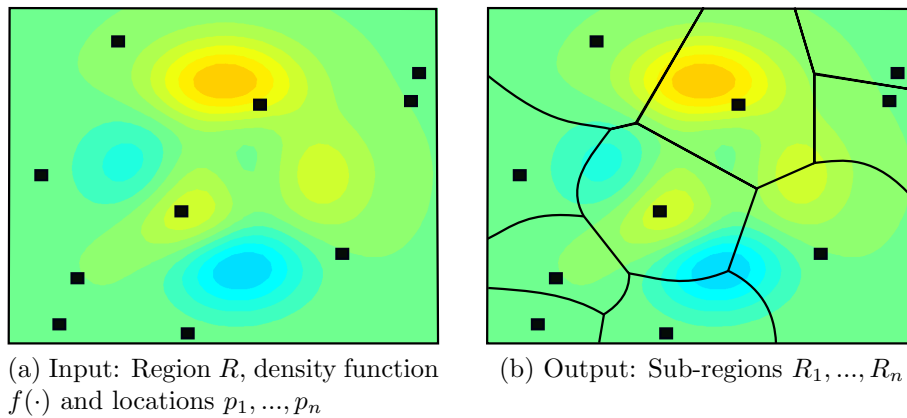 (a) Input: Region R, density function
f(·) and locations p₁, ..., pₙ
(b) Output: Sub-regions R₁, ..., Rₙ